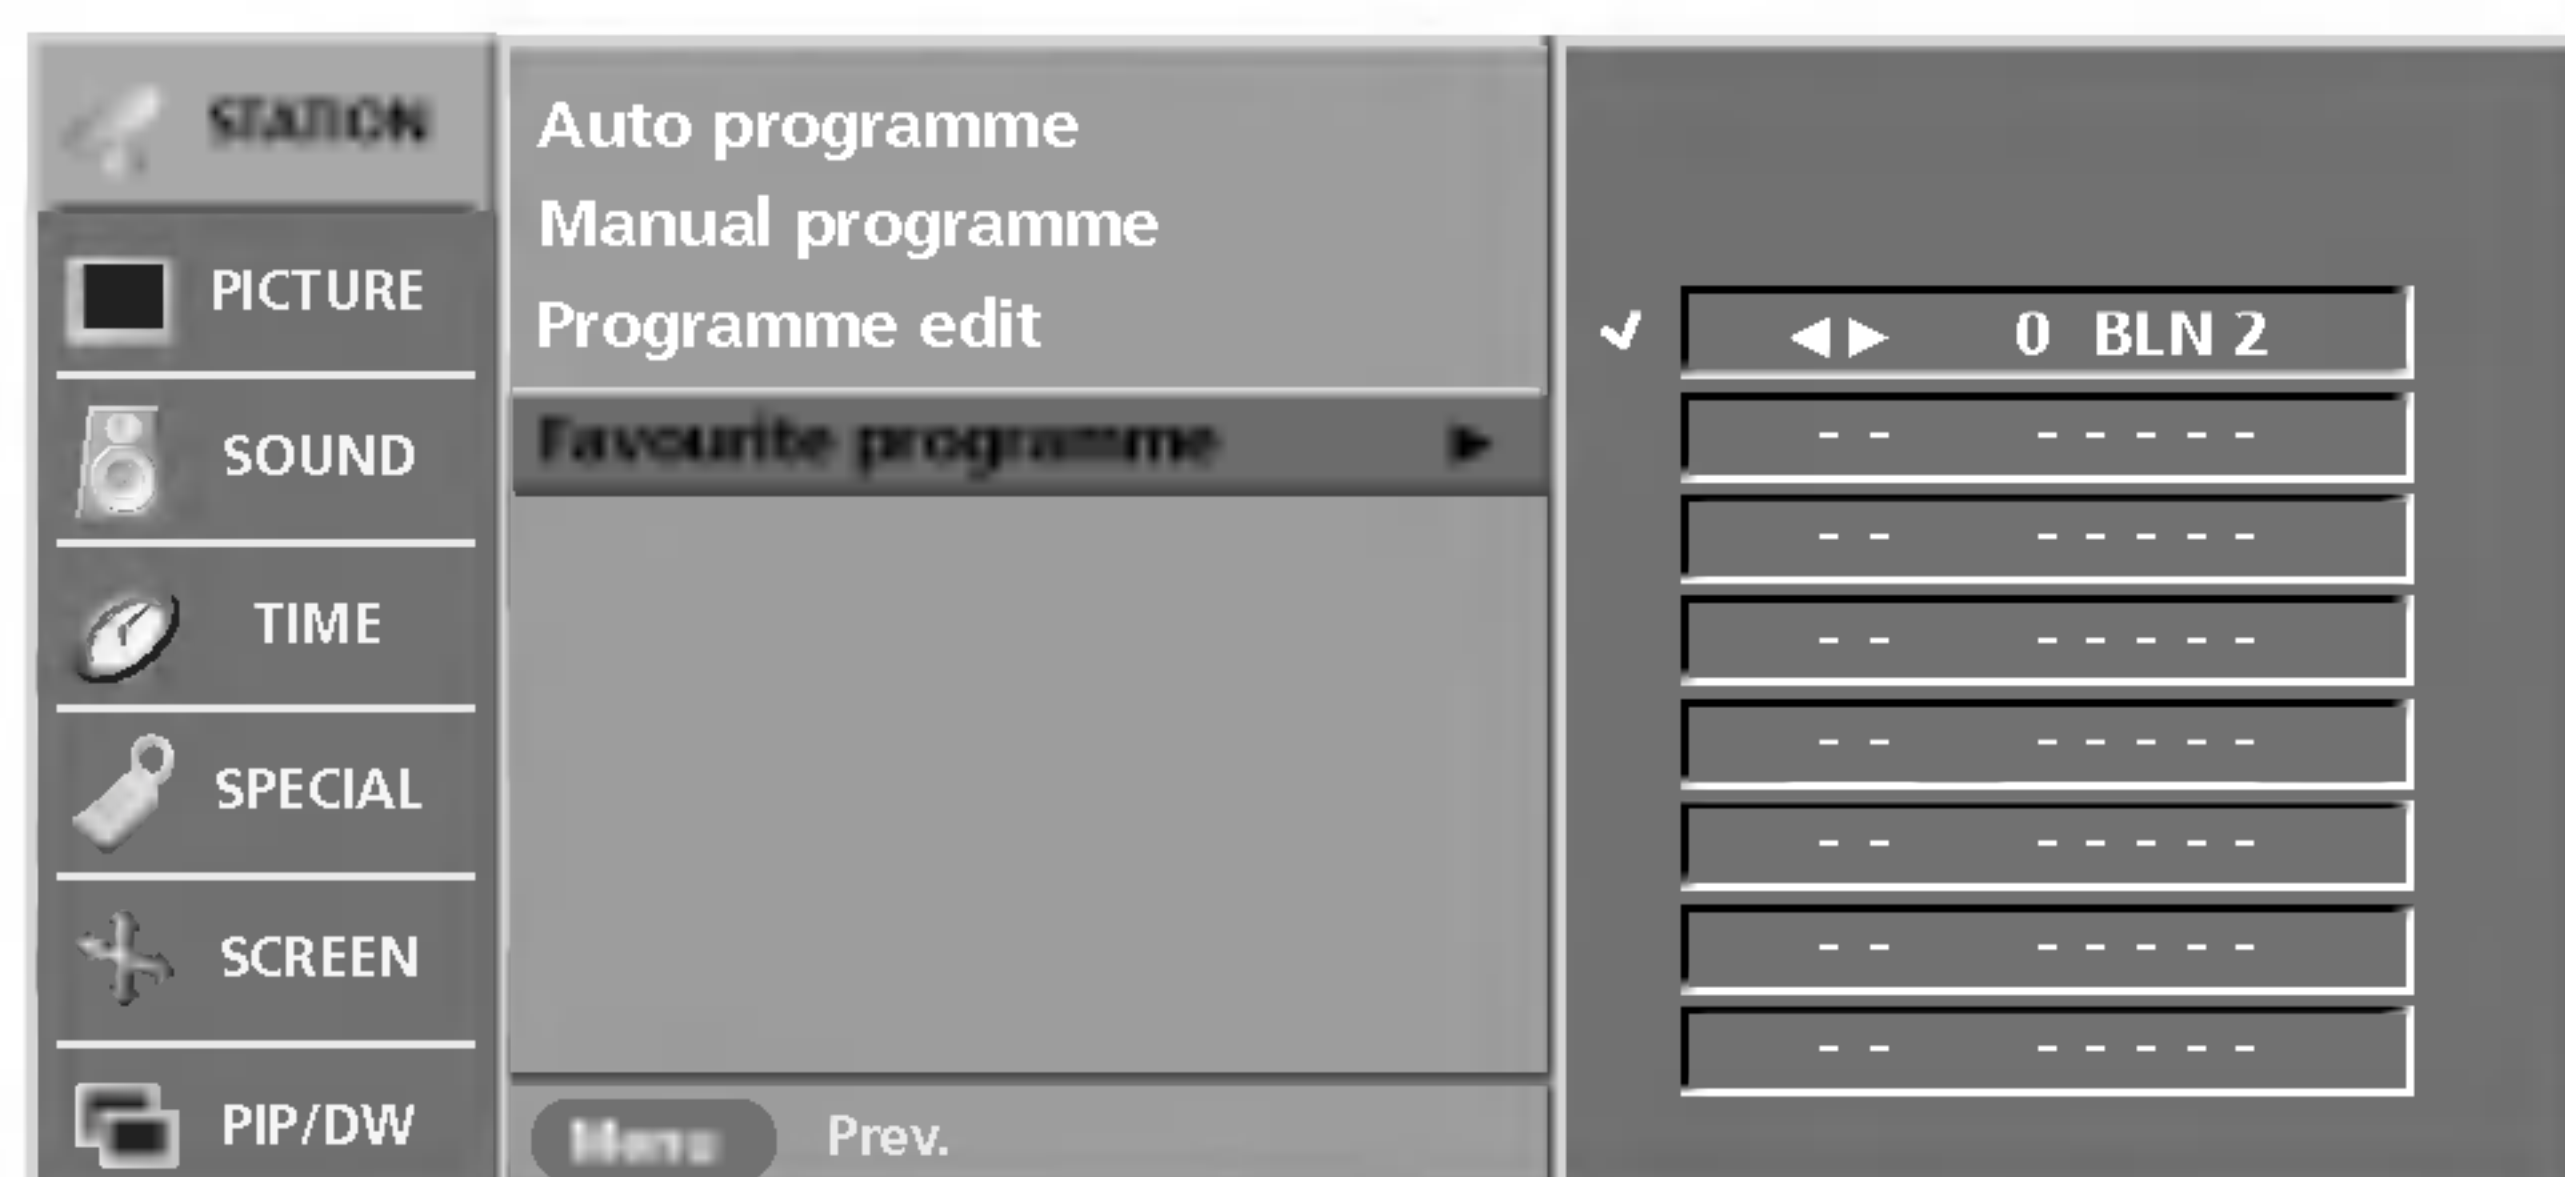 STATION
PICTURE
SOUND
TIME
SPECIAL
SCREEN
PIP/DW
Auto programme
Manual programme
Programme edit
Favourite programme ▶
Menu Prev.
✓ ◀▶ 0 BLN 2
- - - - - - -
- - - - - - -
- - - - - - -
- - - - - - -
- - - - - - -
- - - - - - -
- - - - - - -